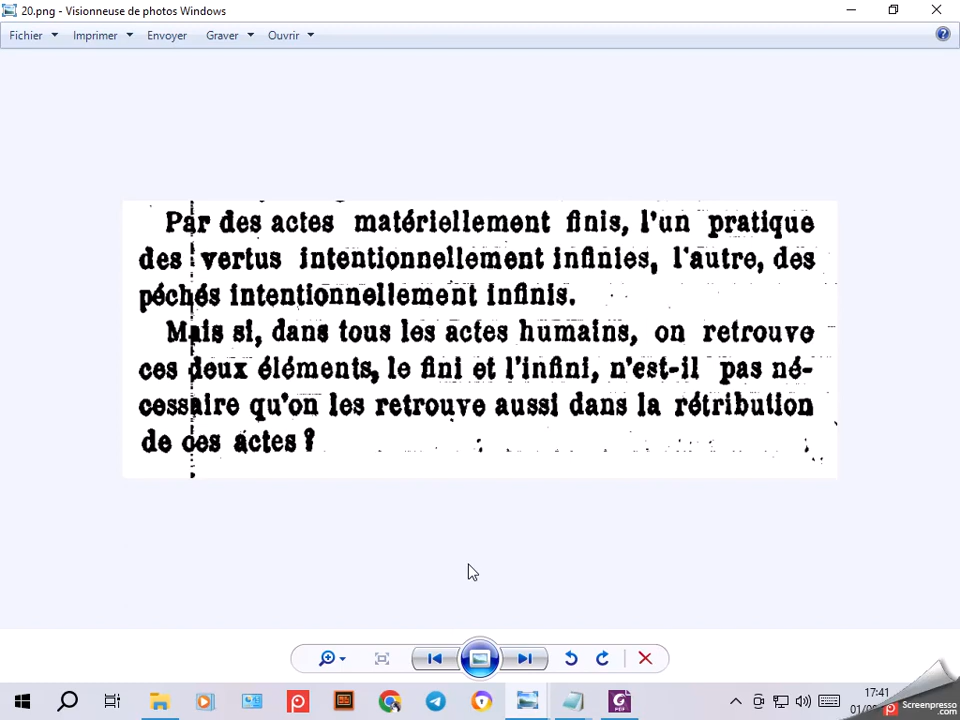 20.png - Visionneuse de photos Windows
Fichier Imprimer Envoyer Graver Ouvrir
Par des actes matériellement finis, l'un pratique
des vertus intentionnellement infinies, l'autre, des
péchés intentionnellement infinis.
Mais si, dans tous les actes humains, on retrouve
ces deux éléments, le fini et l'infini, n'est-il pas né-
cessaire qu'on les retrouve aussi dans la rétribution
de ces actes ?
17:41
01/0
Screenpresso
.com